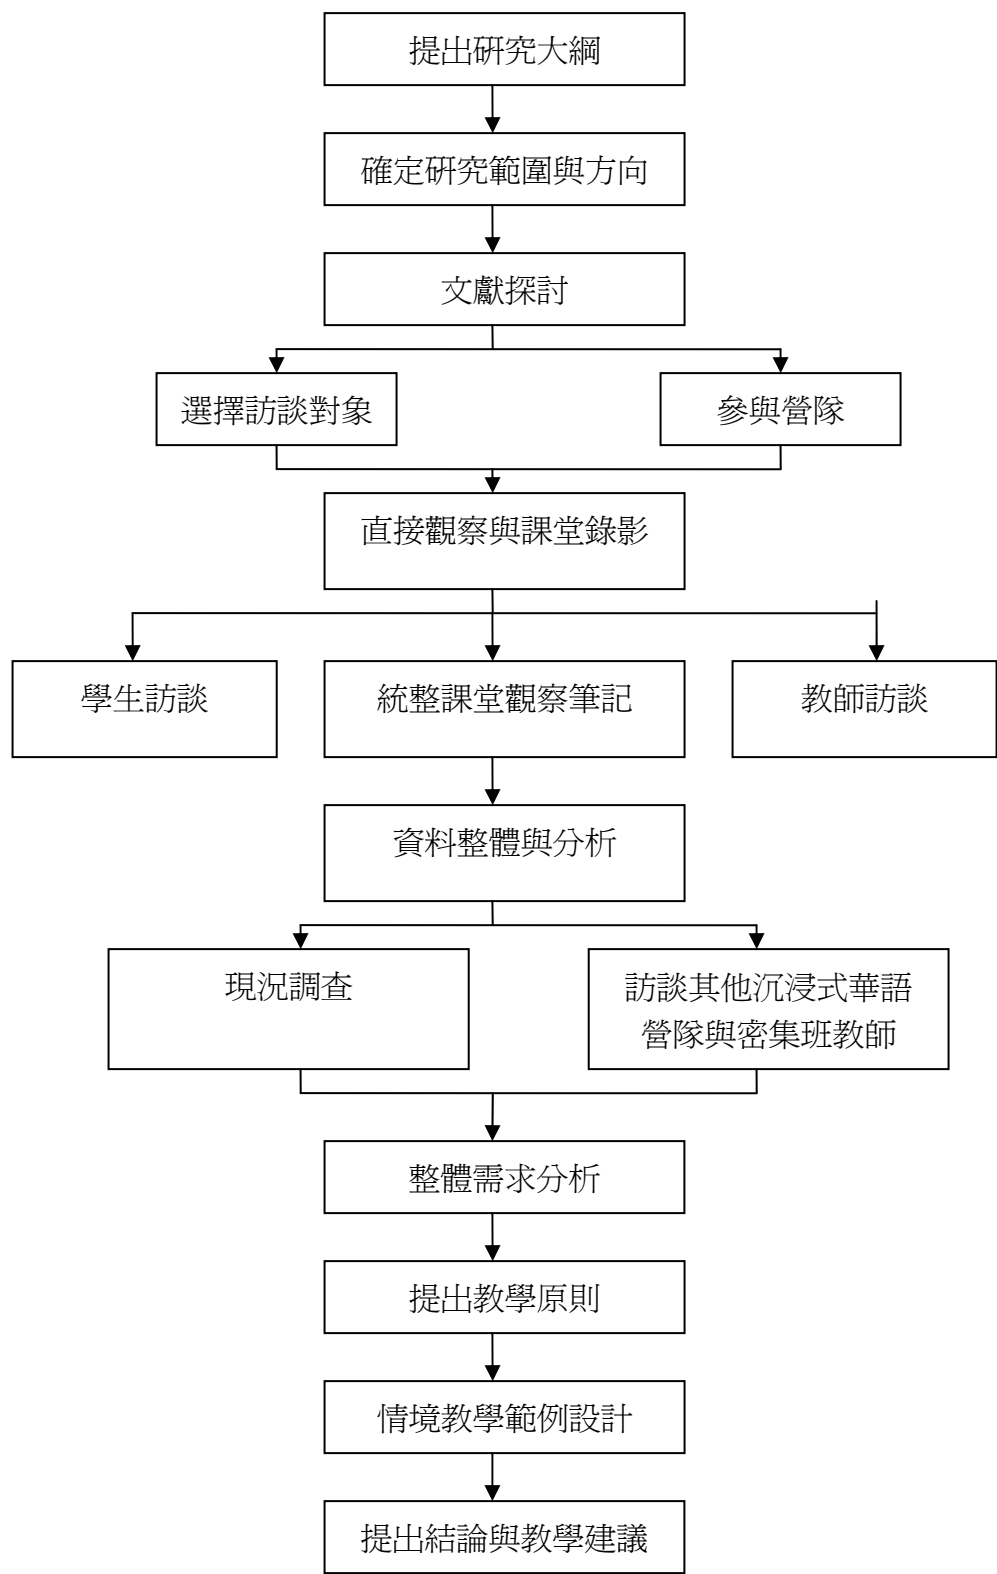 提出研究大綱
確定研究範圍與方向
文獻探討
選擇訪談對象
參與營隊
直接觀察與課堂錄影
學生訪談
統整課堂觀察筆記
教師訪談
資料整體與分析
現況調查
訪談其他沉浸式華語
營隊與密集班教師
整體需求分析
提出教學原則
情境教學範例設計
提出結論與教學建議